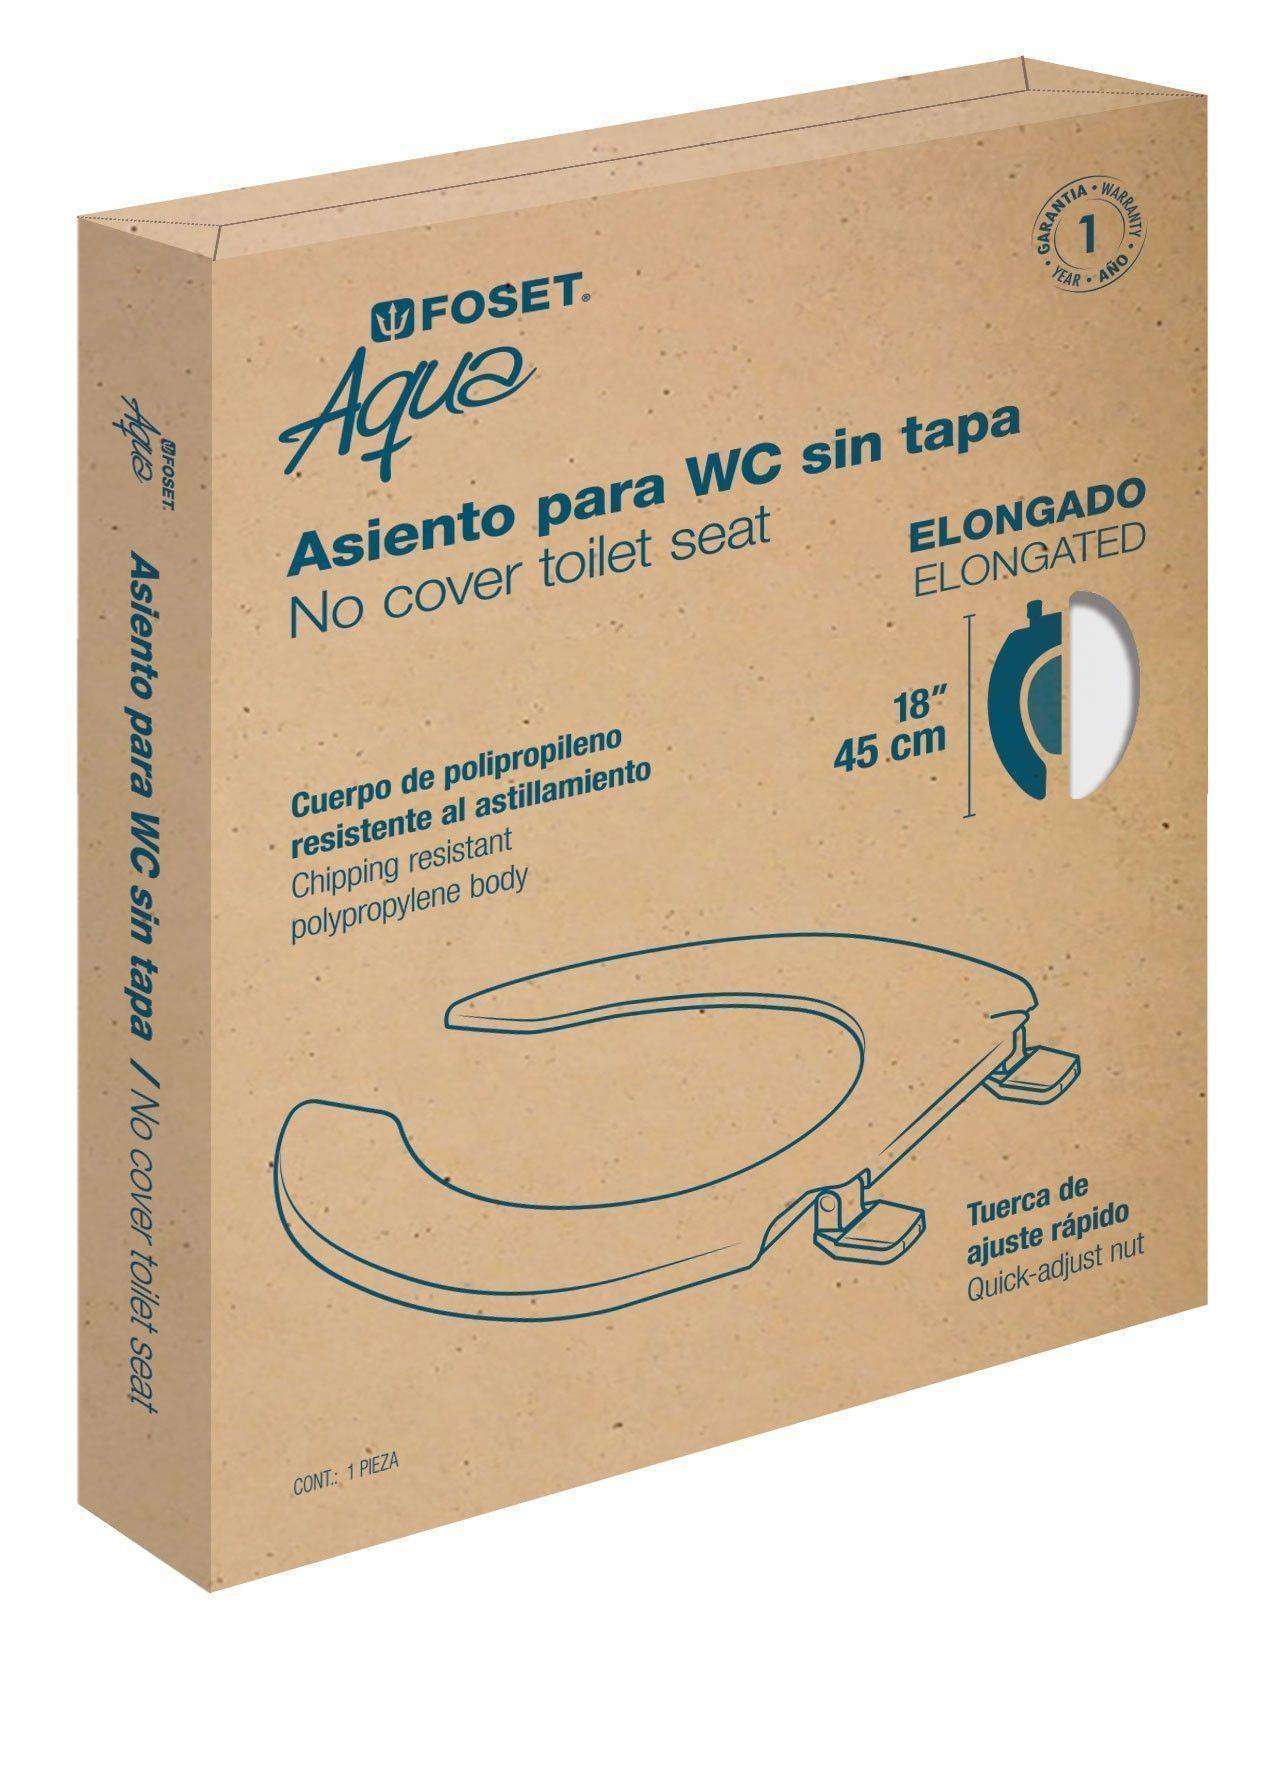 FOSET®
Aqua
Asiento para WC sin tapa
No cover toilet seat
GARANTIA • WARRANTY •
1
YEAR • AÑO •
ELONGADO
ELONGATED
18"
45 cm
Cuerpo de polipropileno
resistente al astillamiento
Chipping resistant
polypropylene body
Tuerca de
ajuste rápido
Quick-adjust nut
CONT.: 1 PIEZA
FOSET.
Aqua
Asiento para WC sin tapa / No cover toilet seat